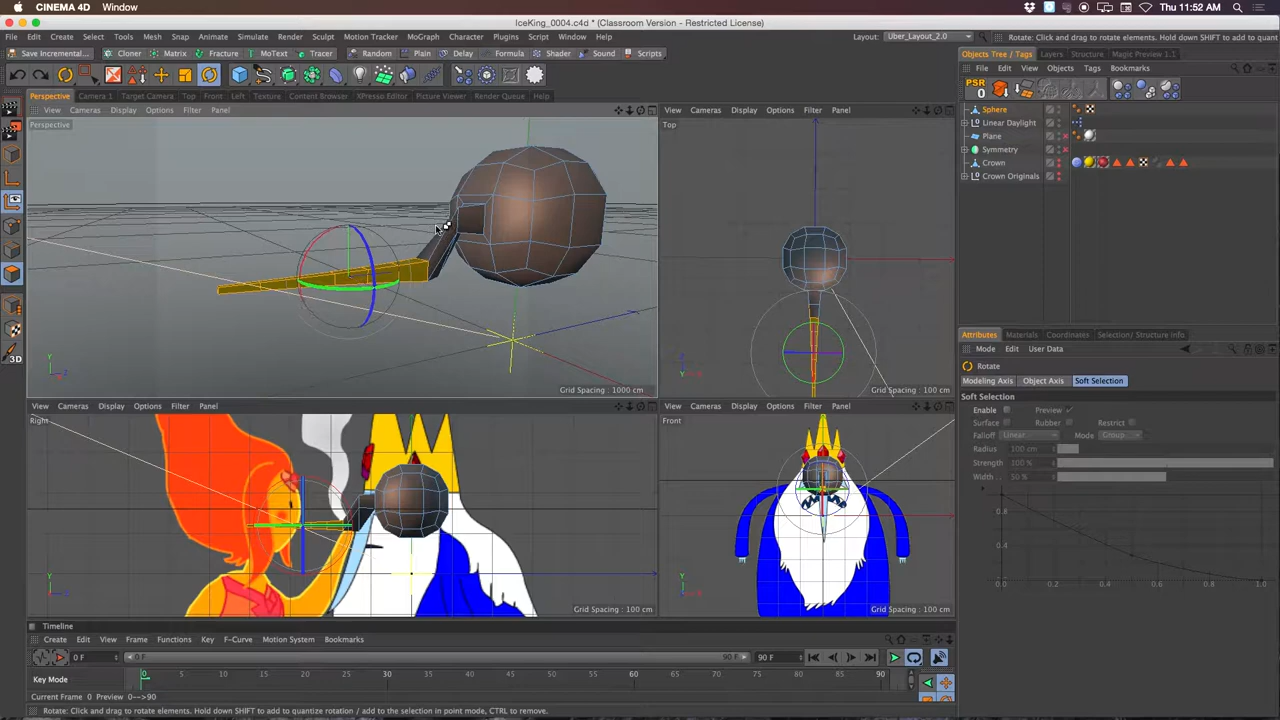 CINEMA 4D Window Thu 11:52 AM
IceKing_0004.c4d * (Classroom Version - Restricted License)
File Edit Create Select Tools Mesh Snap Animate Simulate Render Sculpt Motion Tracker MoGraph Character Plugins Script Window Help Layout: Uber_Layout_2.0 Rotate: Click and drag to rotate elements. Hold down SHIFT to add to quant
Save Incremental... Cloner Matrix Fracture MoText Tracer Random Plain Delay Formula Shader Sound Scripts Objects Tree / Tags Layers Structure Magic Preview 1.1
File Edit View Objects Tags Bookmarks
PSR
0
Perspective Camera 1 Target Camera Top Front Left Texture Content Browser XPresso Editor Picture Viewer Render Queue Help
View Cameras Display Options Filter Panel View Cameras Display Options Filter Panel
Perspective Top
Sphere
Linear Daylight
Plane
Symmetry
Crown
Crown Originals
Attributes Materials Coordinates Selection/ Structure info
Mode Edit User Data
Rotate
Modeling Axis Object Axis Soft Selection
Soft Selection
Enable Preview
Surface Rubber Restrict
Falloff Linear Mode Group
Radius 100 cm
Strength 100 %
Width 50 %
0.8
0.4
0.0 0.2 0.4 0.6 0.8 1.0
3D
Y
Z
Grid Spacing : 1000 cm
Grid Spacing : 100 cm
View Cameras Display Options Filter Panel View Cameras Display Options Filter Panel
Right Front
Y
Y
Grid Spacing : 100 cm
Grid Spacing : 100 cm
Timeline
Create Edit View Frame Functions Key F-Curve Motion System Bookmarks
0 F 0 F 90 F 90 F
Key Mode 0 5 10 15 20 25 30 35 40 45 50 55 60 65 70 75 80 85 90
Current Frame 0 Preview 0-->90
Rotate: Click and drag to rotate elements. Hold down SHIFT to add to quantize rotation / add to the selection in point mode, CTRL to remove.